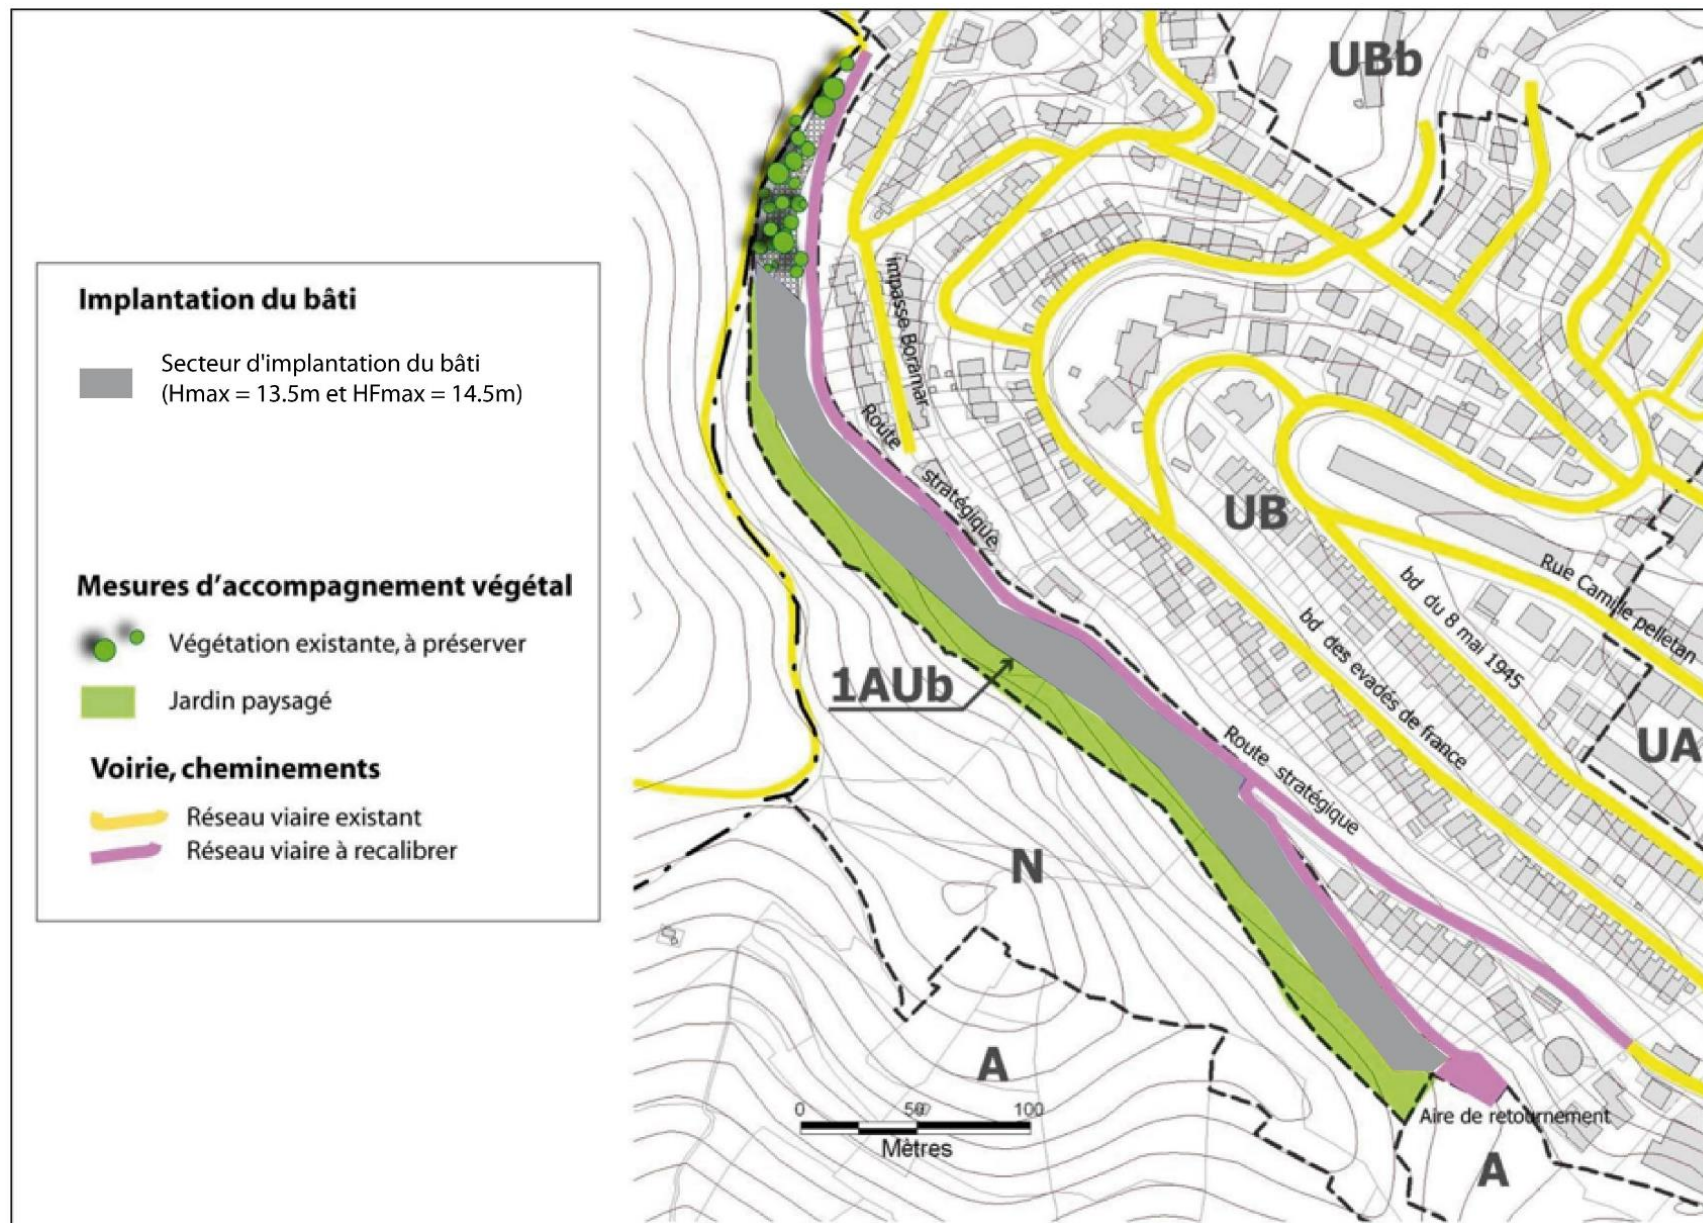 Implantation du bâti
Secteur d'implantation du bâti
(Hmax = 13.5m et HFmax = 14.5m)
Mesures d'accompagnement végétal
Végétation existante, à préserver
Jardin paysagé
Voirie, cheminements
Réseau viaire existant
Réseau viaire à recalibrer
UBb
impasse Boramar
Route
stratégique
UB
Rue Camille pelletan
bd du 8 mai 1945
bd des evadés de france
1AUb
UA
Route stratégique
N
A
0 50 100
Mètres
Aire de retournement
A